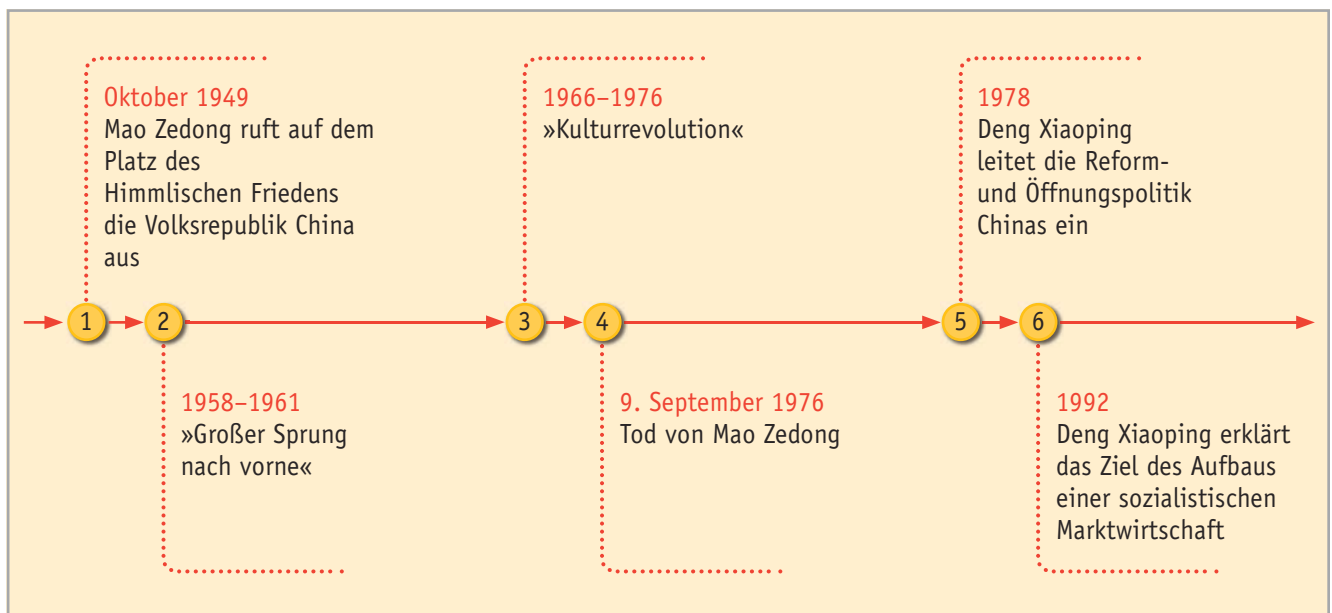 Oktober 1949
Mao Zedong ruft auf dem
Platz des
Himmlischen Friedens
die Volksrepublik China
aus
1966–1976
»Kulturrevolution«
1978
Deng Xiaoping
leitet die Reform-
und Öffnungspolitik
Chinas ein
1
2
3
4
5
6
1958–1961
»Großer Sprung
nach vorne«
9. September 1976
Tod von Mao Zedong
1992
Deng Xiaoping erklärt
das Ziel des Aufbaus
einer sozialistischen
Marktwirtschaft